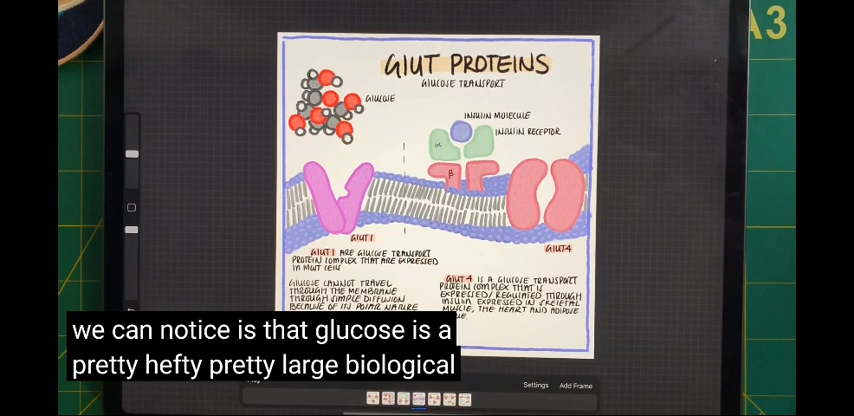 A3
GLUT PROTEINS
GLUCOSE TRANSPORT
GLUCOSE
INSULIN MOLECULE
INSULIN RECEPTOR
α
β
GLUT1
GLUT4
GLUT1 ARE GLUCOSE TRANSPORT
PROTEIN COMPLEX THAT ARE EXPRESSED
IN MOST CELLS
GLUCOSE CANNOT TRAVEL
THROUGH THE MEMBRANE
THROUGH SIMPLE DIFFUSION
BECAUSE OF ITS POLAR NATURE
GLUT4 IS A GLUCOSE TRANSPORT
PROTEIN COMPLEX THAT IS
EXPRESSED/REGULATED THROUGH
INSULIN. EXPRESSED IN SKELETAL
MUSCLE, THE HEART AND ADIPOSE
we can notice is that glucose is a
pretty hefty pretty large biological
Settings
Add Frame